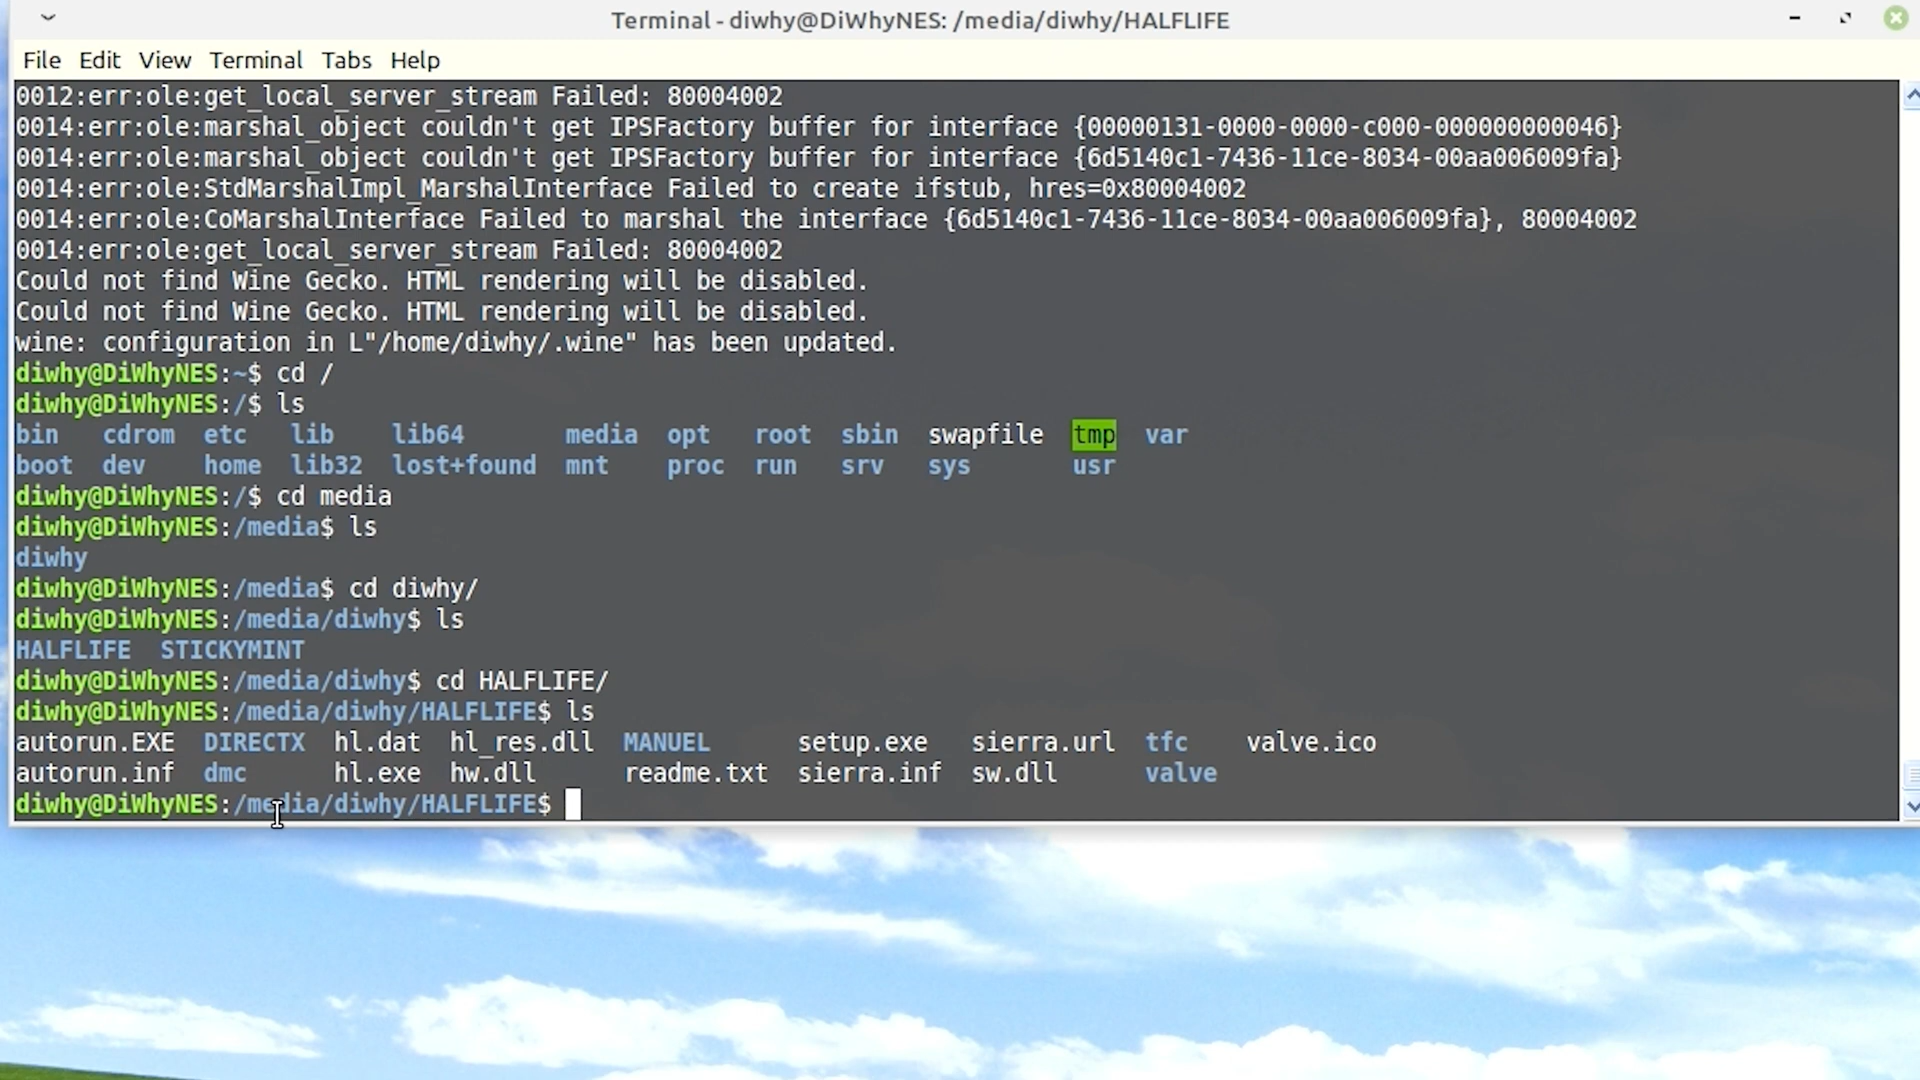 Terminal - diwhy@DiWhyNES: /media/diwhy/HALFLIFE
File Edit View Terminal Tabs Help
0012:err:ole:get_local_server_stream Failed: 80004002
0014:err:ole:marshal_object couldn't get IPSFactory buffer for interface {00000131-0000-0000-c000-000000000046}
0014:err:ole:marshal_object couldn't get IPSFactory buffer for interface {6d5140c1-7436-11ce-8034-00aa006009fa}
0014:err:ole:StdMarshalImpl_MarshalInterface Failed to create ifstub, hres=0x80004002
0014:err:ole:CoMarshalInterface Failed to marshal the interface {6d5140c1-7436-11ce-8034-00aa006009fa}, 80004002
0014:err:ole:get_local_server_stream Failed: 80004002
Could not find Wine Gecko. HTML rendering will be disabled.
Could not find Wine Gecko. HTML rendering will be disabled.
wine: configuration in L"/home/diwhy/.wine" has been updated.
diwhy@DiWhyNES:~$ cd /
diwhy@DiWhyNES:/$ ls
bin cdrom etc lib lib64 media opt root sbin swapfile tmp var
boot dev home lib32 lost+found mnt proc run srv sys usr
diwhy@DiWhyNES:/$ cd media
diwhy@DiWhyNES:/media$ ls
diwhy
diwhy@DiWhyNES:/media$ cd diwhy/
diwhy@DiWhyNES:/media/diwhy$ ls
HALFLIFE STICKYMINT
diwhy@DiWhyNES:/media/diwhy$ cd HALFLIFE/
diwhy@DiWhyNES:/media/diwhy/HALFLIFE$ ls
autorun.EXE DIRECTX hl.dat hl_res.dll MANUEL setup.exe sierra.url tfc valve.ico
autorun.inf dmc hl.exe hw.dll readme.txt sierra.inf sw.dll valve
diwhy@DiWhyNES:/media/diwhy/HALFLIFE$